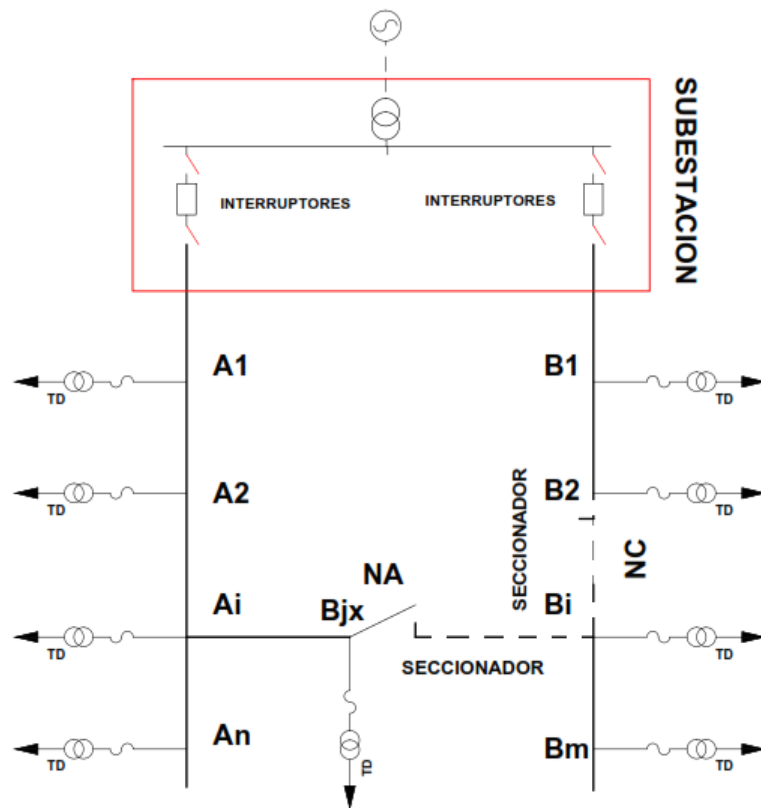 SUBESTACION
INTERRUPTORES
INTERRUPTORES
A1
B1
TD
TD
A2
B2
TD
TD
SECCIONADOR
NC
NA
Ai
Bjx
Bi
TD
TD
SECCIONADOR
An
Bm
TD
TD
TD